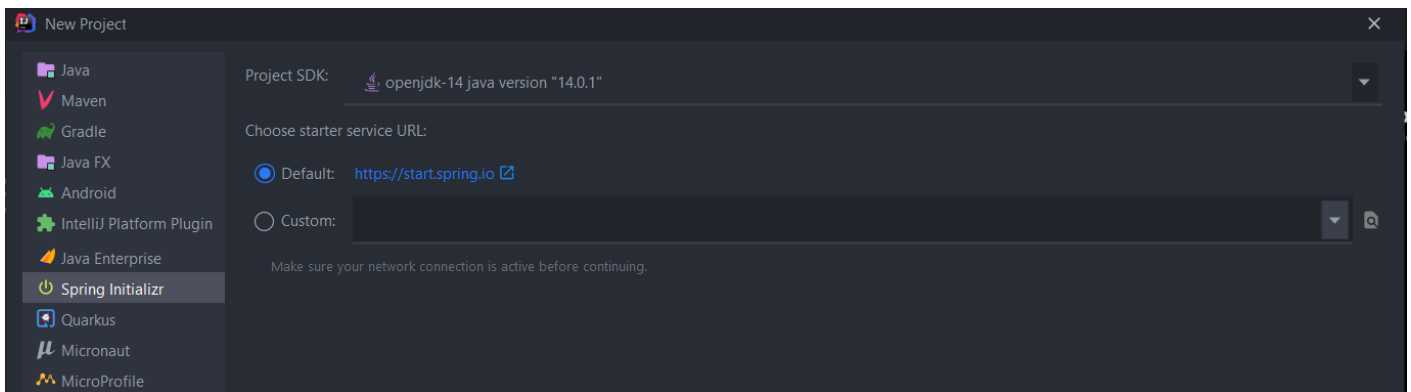 New Project
Java
Maven
Gradle
Java FX
Android
IntelliJ Platform Plugin
Java Enterprise
Spring Initializr
Quarkus
Micronaut
MicroProfile
Project SDK: openjdk-14 java version "14.0.1"
Choose starter service URL:
Default: https://start.spring.io
Custom:
Make sure your network connection is active before continuing.